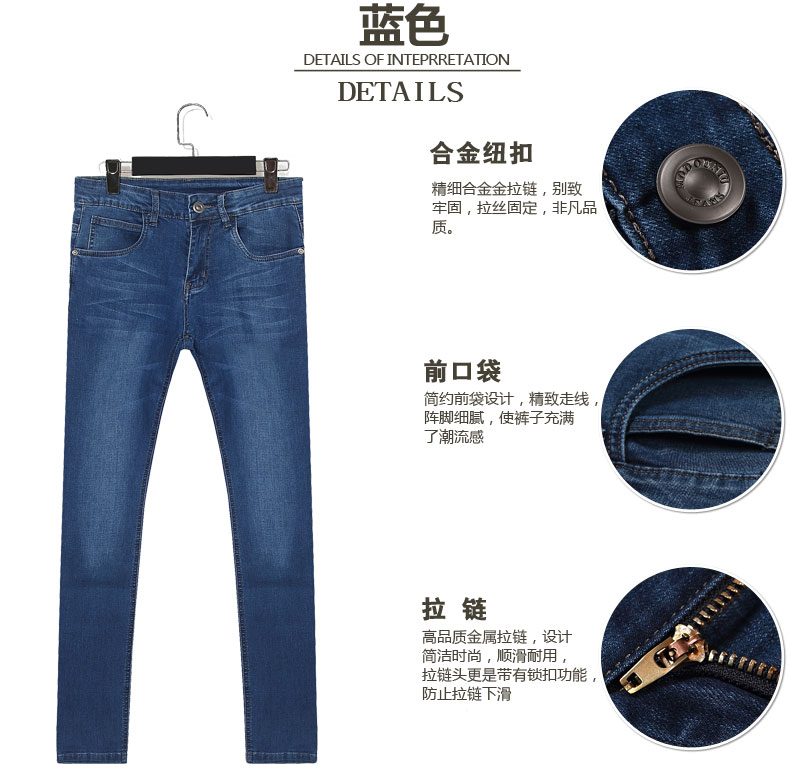 蓝色
DETAILS OF INTEPRRETATION
DETAILS
合金纽扣
精细合金金拉链，别致
牢固，拉丝固定，非凡品
质。
前口袋
简约前袋设计，精致走线，
阵脚细腻，使裤子充满
了潮流感
拉 链
高品质金属拉链，设计
简洁时尚，顺滑耐用，
拉链头更是带有锁扣功能，
防止拉链下滑